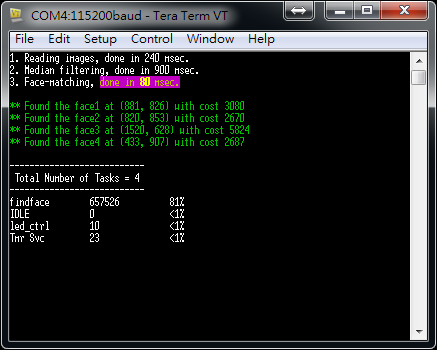 COM4:115200baud - Tera Term VT
File Edit Setup Control Window Help
1. Reading images, done in 240 msec.
2. Median filtering, done in 900 msec.
3. Face-matching, done in 80 msec.
** Found the face1 at (881, 826) with cost 3080
** Found the face2 at (820, 853) with cost 2670
** Found the face3 at (1520, 628) with cost 5824
** Found the face4 at (433, 907) with cost 2687
---------------------------
Total Number of Tasks = 4
---------------------------
findface 657526 81%
IDLE 0 <1%
led_ctrl 10 <1%
Tmr Svc 23 <1%